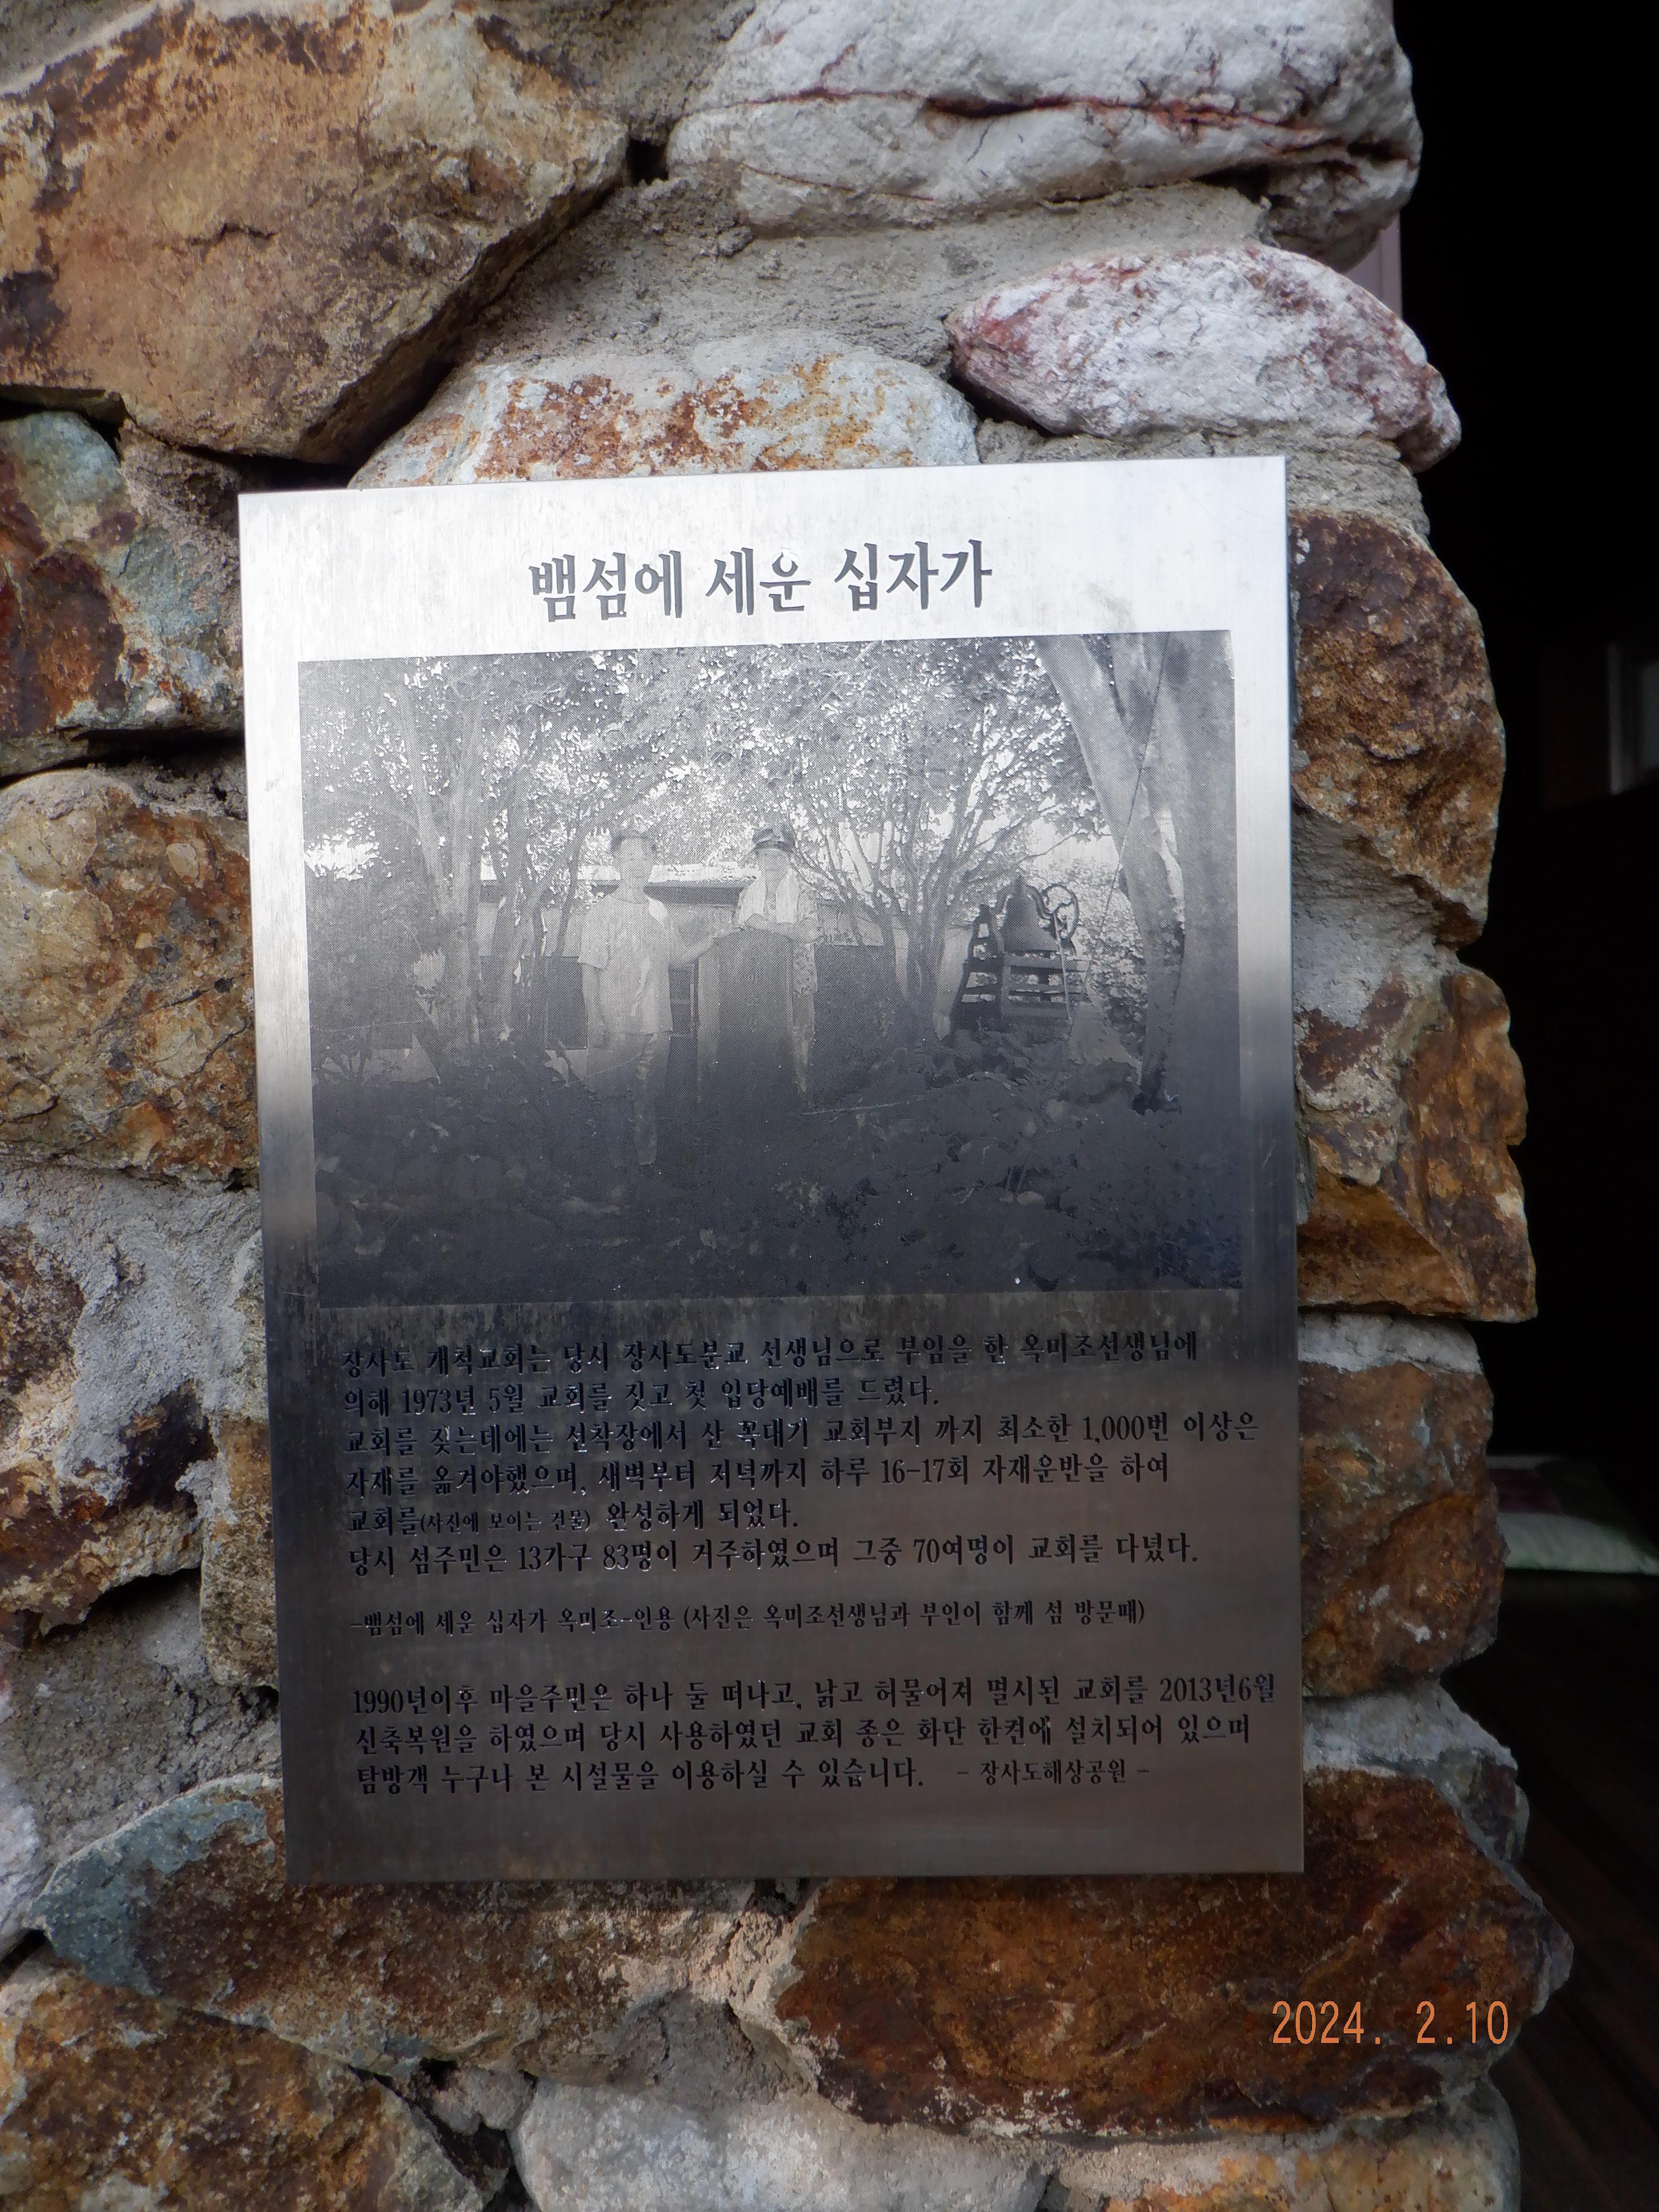 뱀섬에 세운 십자가
장사도 개척교회는 당시 장사도분교 선생님으로 부임을 한 옥미조선생님에
의해 1973년 5월 교회를 짓고 첫 입당예배를 드렸다.
교회를 짖는데에는 선착장에서 산 꼭대기 교회부지 까지 최소한 1,000번 이상은
자재를 옮겨야했으며, 새벽부터 저녁까지 하루 16-17회 자재운반을 하여
교회를(사진에 보이는 건물) 완성하게 되었다.
당시 섬주민은 13가구 83명이 거주하였으며 그중 70여명이 교회를 다녔다.
-뱀섬에 세운 십자가 옥미조-인용 (사진은 옥미조선생님과 부인이 함께 섬 방문때)
1990년이후 마을주민은 하나 둘 떠나고, 낡고 허물어져 멸시된 교회를 2013년6월
신축복원을 하였으며 당시 사용하였던 교회 종은 화단 한켠에 설치되어 있으며
탐방객 누구나 본 시설물을 이용하실 수 있습니다. - 장사도해상공원 -
2024. 2.10